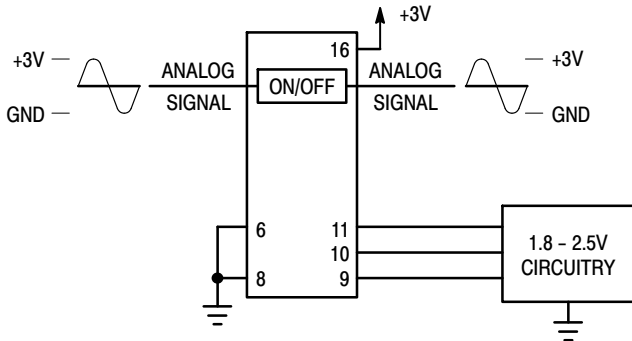 +3V
16
+3V
ANALOG
SIGNAL
ON/OFF
ANALOG
SIGNAL
+3V
GND
GND
6
11
10
8
9
1.8 – 2.5V
CIRCUITRY